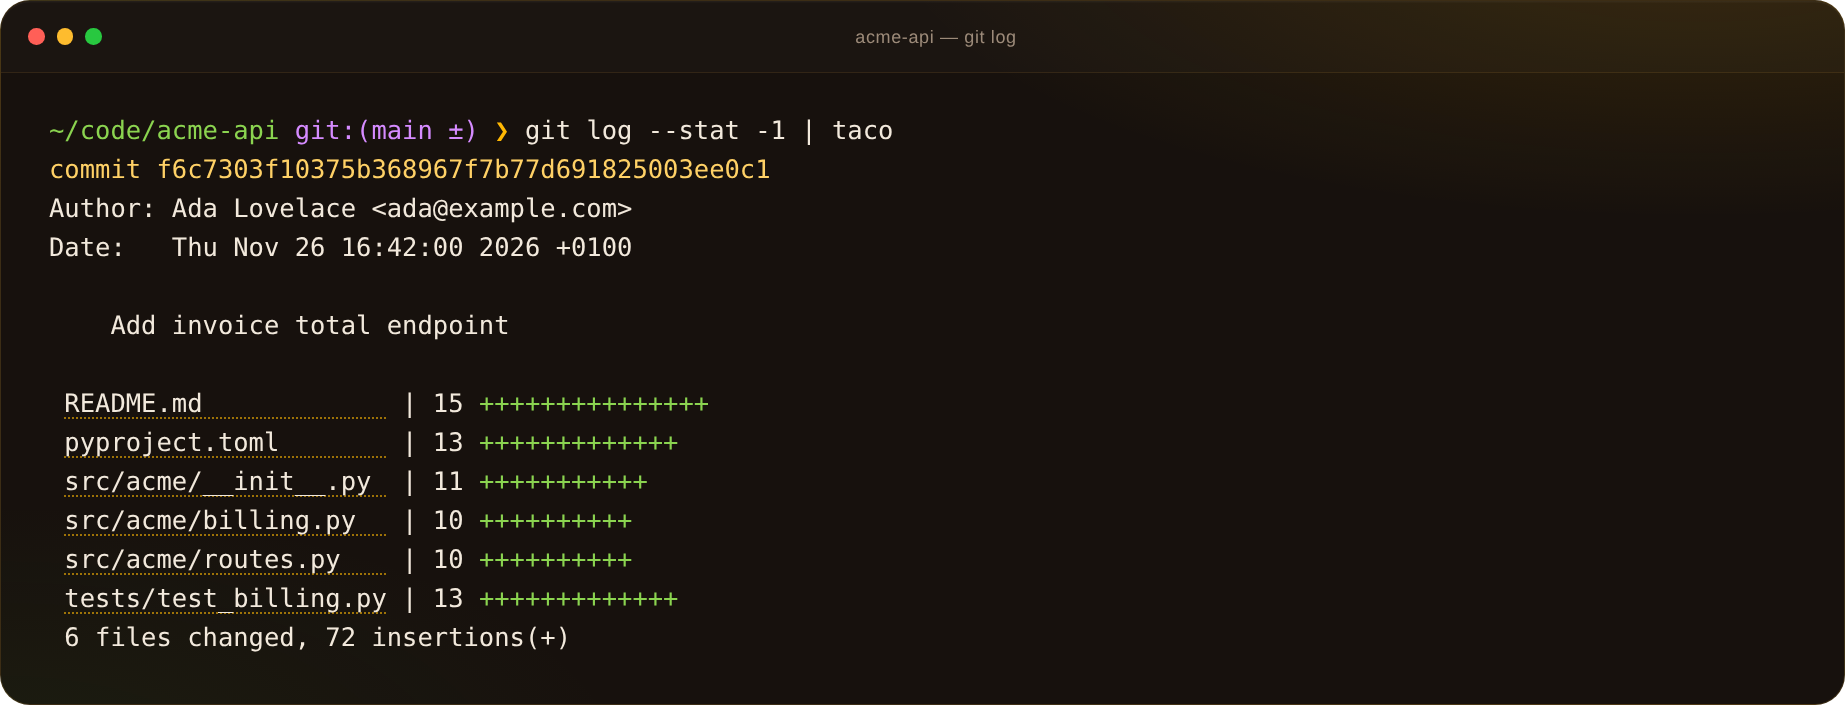 acme-api — git log
~/code/acme-api git:(main ±) ❯ git log --stat -1 | taco
commit f6c7303f10375b368967f7b77d691825003ee0c1
Author: Ada Lovelace <ada@example.com>
Date:   Thu Nov 26 16:42:00 2026 +0100
    Add invoice total endpoint
 README.md             | 15 +++++++++++++++
 pyproject.toml        | 13 +++++++++++++
 src/acme/__init__.py  | 11 +++++++++++
 src/acme/billing.py   | 10 ++++++++++
 src/acme/routes.py    | 10 ++++++++++
 tests/test_billing.py | 13 +++++++++++++
 6 files changed, 72 insertions(+)